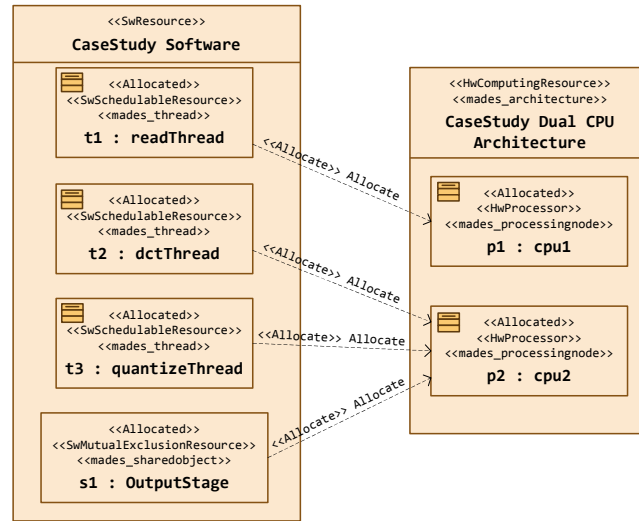 <<SwResource>>
CaseStudy Software
<<Allocated>>
<<SwSchedulableResource>>
<<mades_thread>>
t1 : readThread
<<Allocated>>
<<SwSchedulableResource>>
<<mades_thread>>
t2 : dctThread
<<Allocated>>
<<SwSchedulableResource>>
<<mades_thread>>
t3 : quantizeThread
<<Allocated>>
<<SwMutualExclusionResource>>
<<mades_sharedobject>>
s1 : OutputStage
<<Allocate>> Allocate
<<Allocate>> Allocate
<<Allocate>> Allocate
<<Allocate>> Allocate
<<HwComputingResource>>
<<mades_architecture>>
CaseStudy Dual CPU
Architecture
<<Allocated>>
<<HwProcessor>>
<<mades_processingnode>>
p1 : cpu1
<<Allocated>>
<<HwProcessor>>
<<mades_processingnode>>
p2 : cpu2